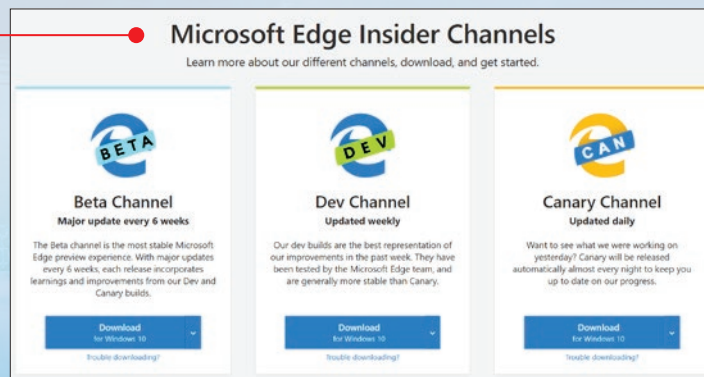 Microsoft Edge Insider Channels
Learn more about our different channels, download, and get started.
BETA
Beta Channel
Major update every 6 weeks
The Beta channel is the most stable Microsoft
Edge preview experience. With major updates
every 6 weeks, each release incorporates
learnings and improvements from our Dev and
Canary builds.
Download
for Windows 10
Trouble downloading?
DEV
Dev Channel
Updated weekly
Our dev builds are the best representation of
our improvements in the past week. They have
been tested by the Microsoft Edge team, and
are generally more stable than Canary.
Download
for Windows 10
Trouble downloading?
CAN
Canary Channel
Updated daily
Want to see what we were working on
yesterday? Canary will be released
automatically almost every night to keep you
up to date on our progress.
Download
for Windows 10
Trouble downloading?